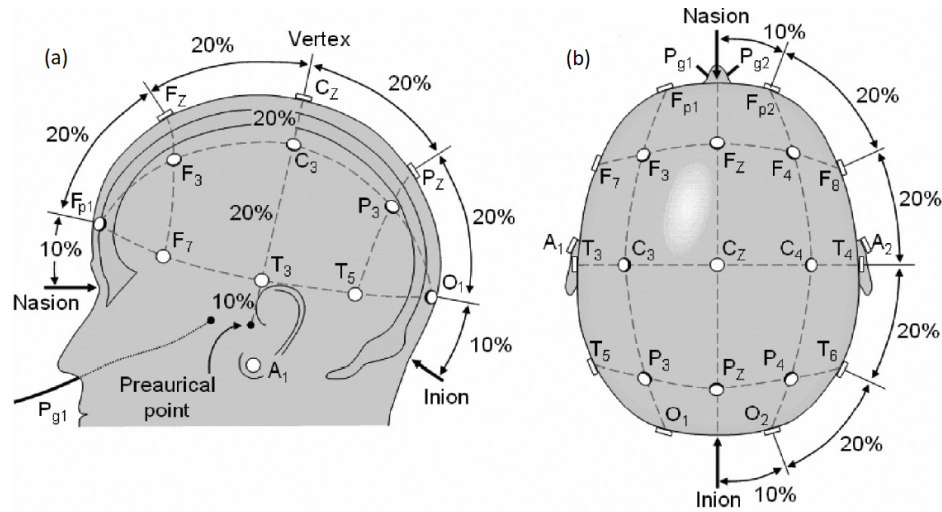 (a)
Vertex
20%
20%
FZ
CZ
20%
20%
F3
C3
PZ
Fp1
20%
P3
20%
10%
F7
T3
T5
O1
Nasion
10%
10%
A1
Preaurical
point
Inion
Pg1
Nasion
10%
(b)
Pg1
Pg2
Fp1
Fp2
20%
F7
F3
FZ
F4
F8
20%
A1
T3
C3
CZ
C4
T4
A2
20%
T5
P3
PZ
P4
T6
O1
O2
20%
Inion
10%